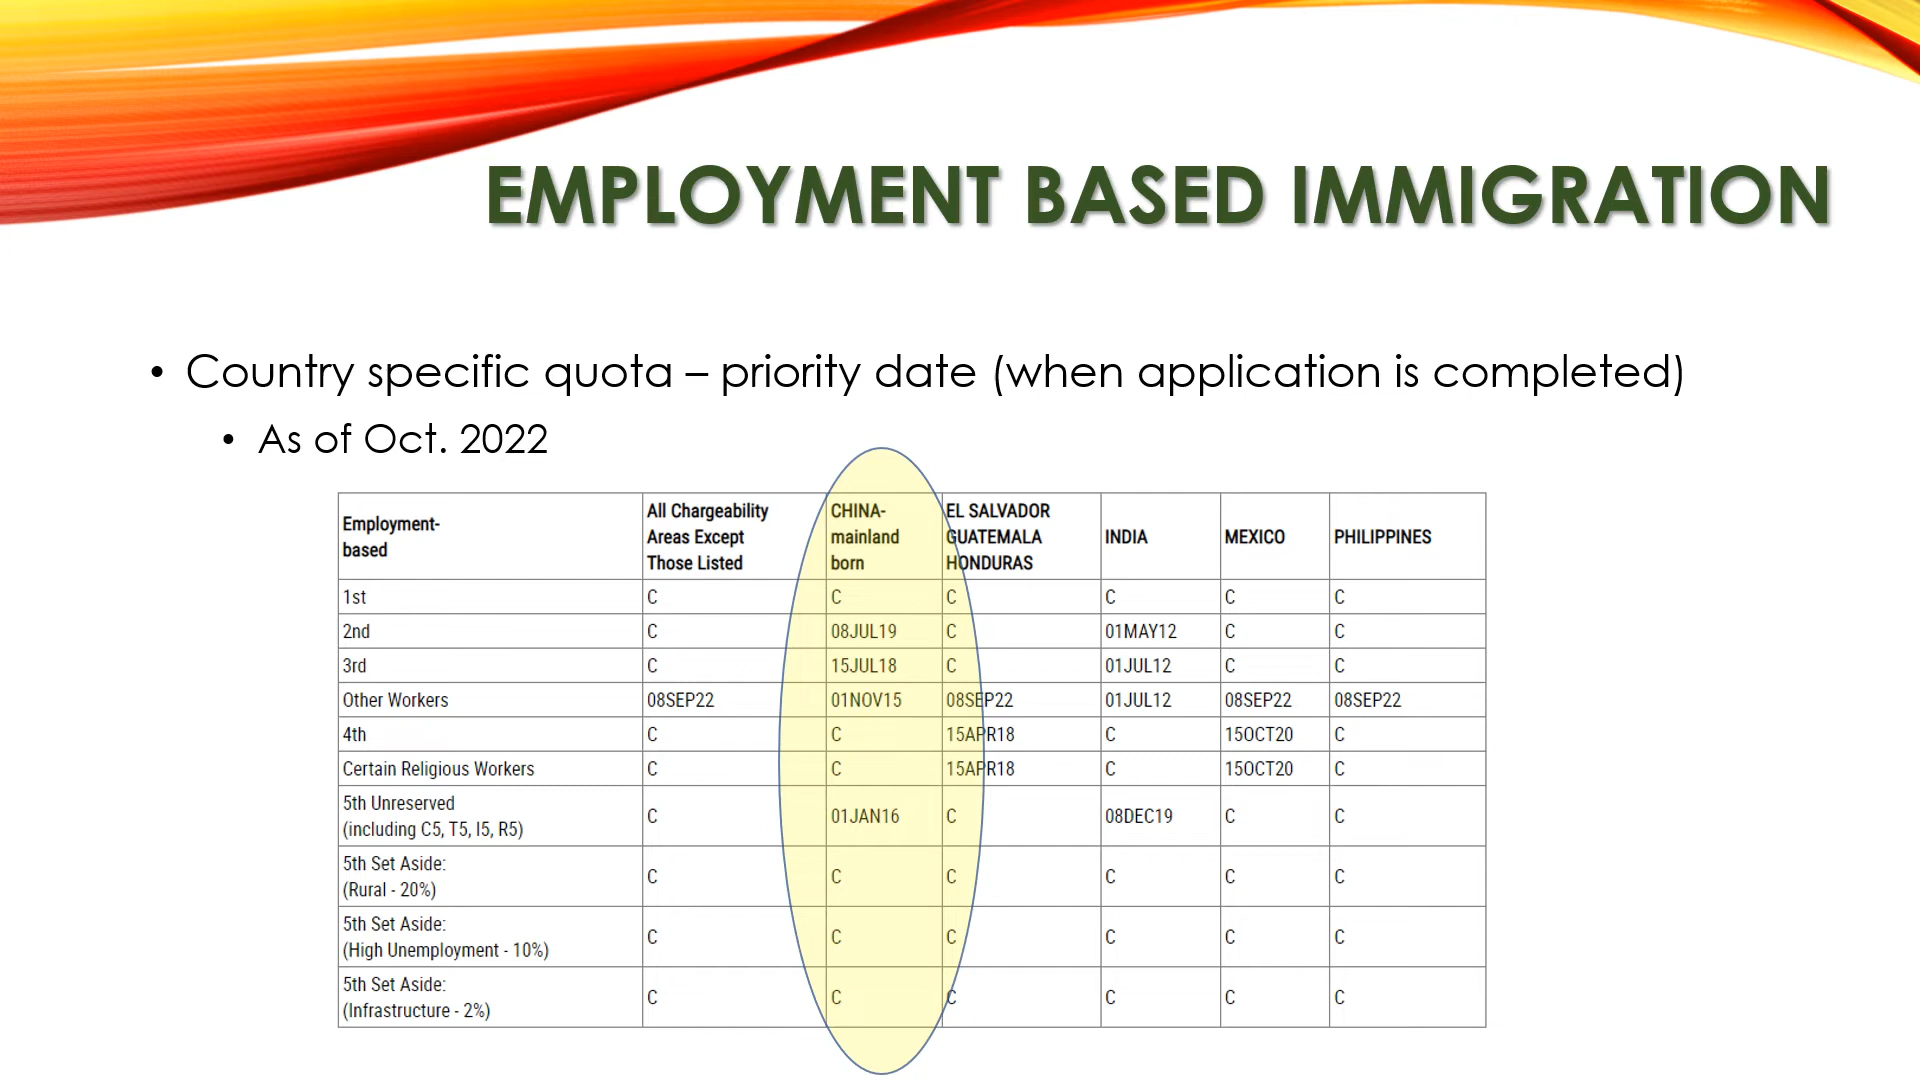 EMPLOYMENT BASED IMMIGRATION
• Country specific quota – priority date (when application is completed)
• As of Oct. 2022
Employment-based | All Chargeability Areas Except Those Listed | CHINA-mainland born | EL SALVADOR GUATEMALA HONDURAS | INDIA | MEXICO | PHILIPPINES
1st | C | C | C | C | C | C
2nd | C | 08JUL19 | C | 01MAY12 | C | C
3rd | C | 15JUL18 | C | 01JUL12 | C | C
Other Workers | 08SEP22 | 01NOV15 | 08SEP22 | 01JUL12 | 08SEP22 | 08SEP22
4th | C | C | 15APR18 | C | 15OCT20 | C
Certain Religious Workers | C | C | 15APR18 | C | 15OCT20 | C
5th Unreserved (including C5, T5, I5, R5) | C | 01JAN16 | C | 08DEC19 | C | C
5th Set Aside: (Rural - 20%) | C | C | C | C | C | C
5th Set Aside: (High Unemployment - 10%) | C | C | C | C | C | C
5th Set Aside: (Infrastructure - 2%) | C | C | C | C | C | C